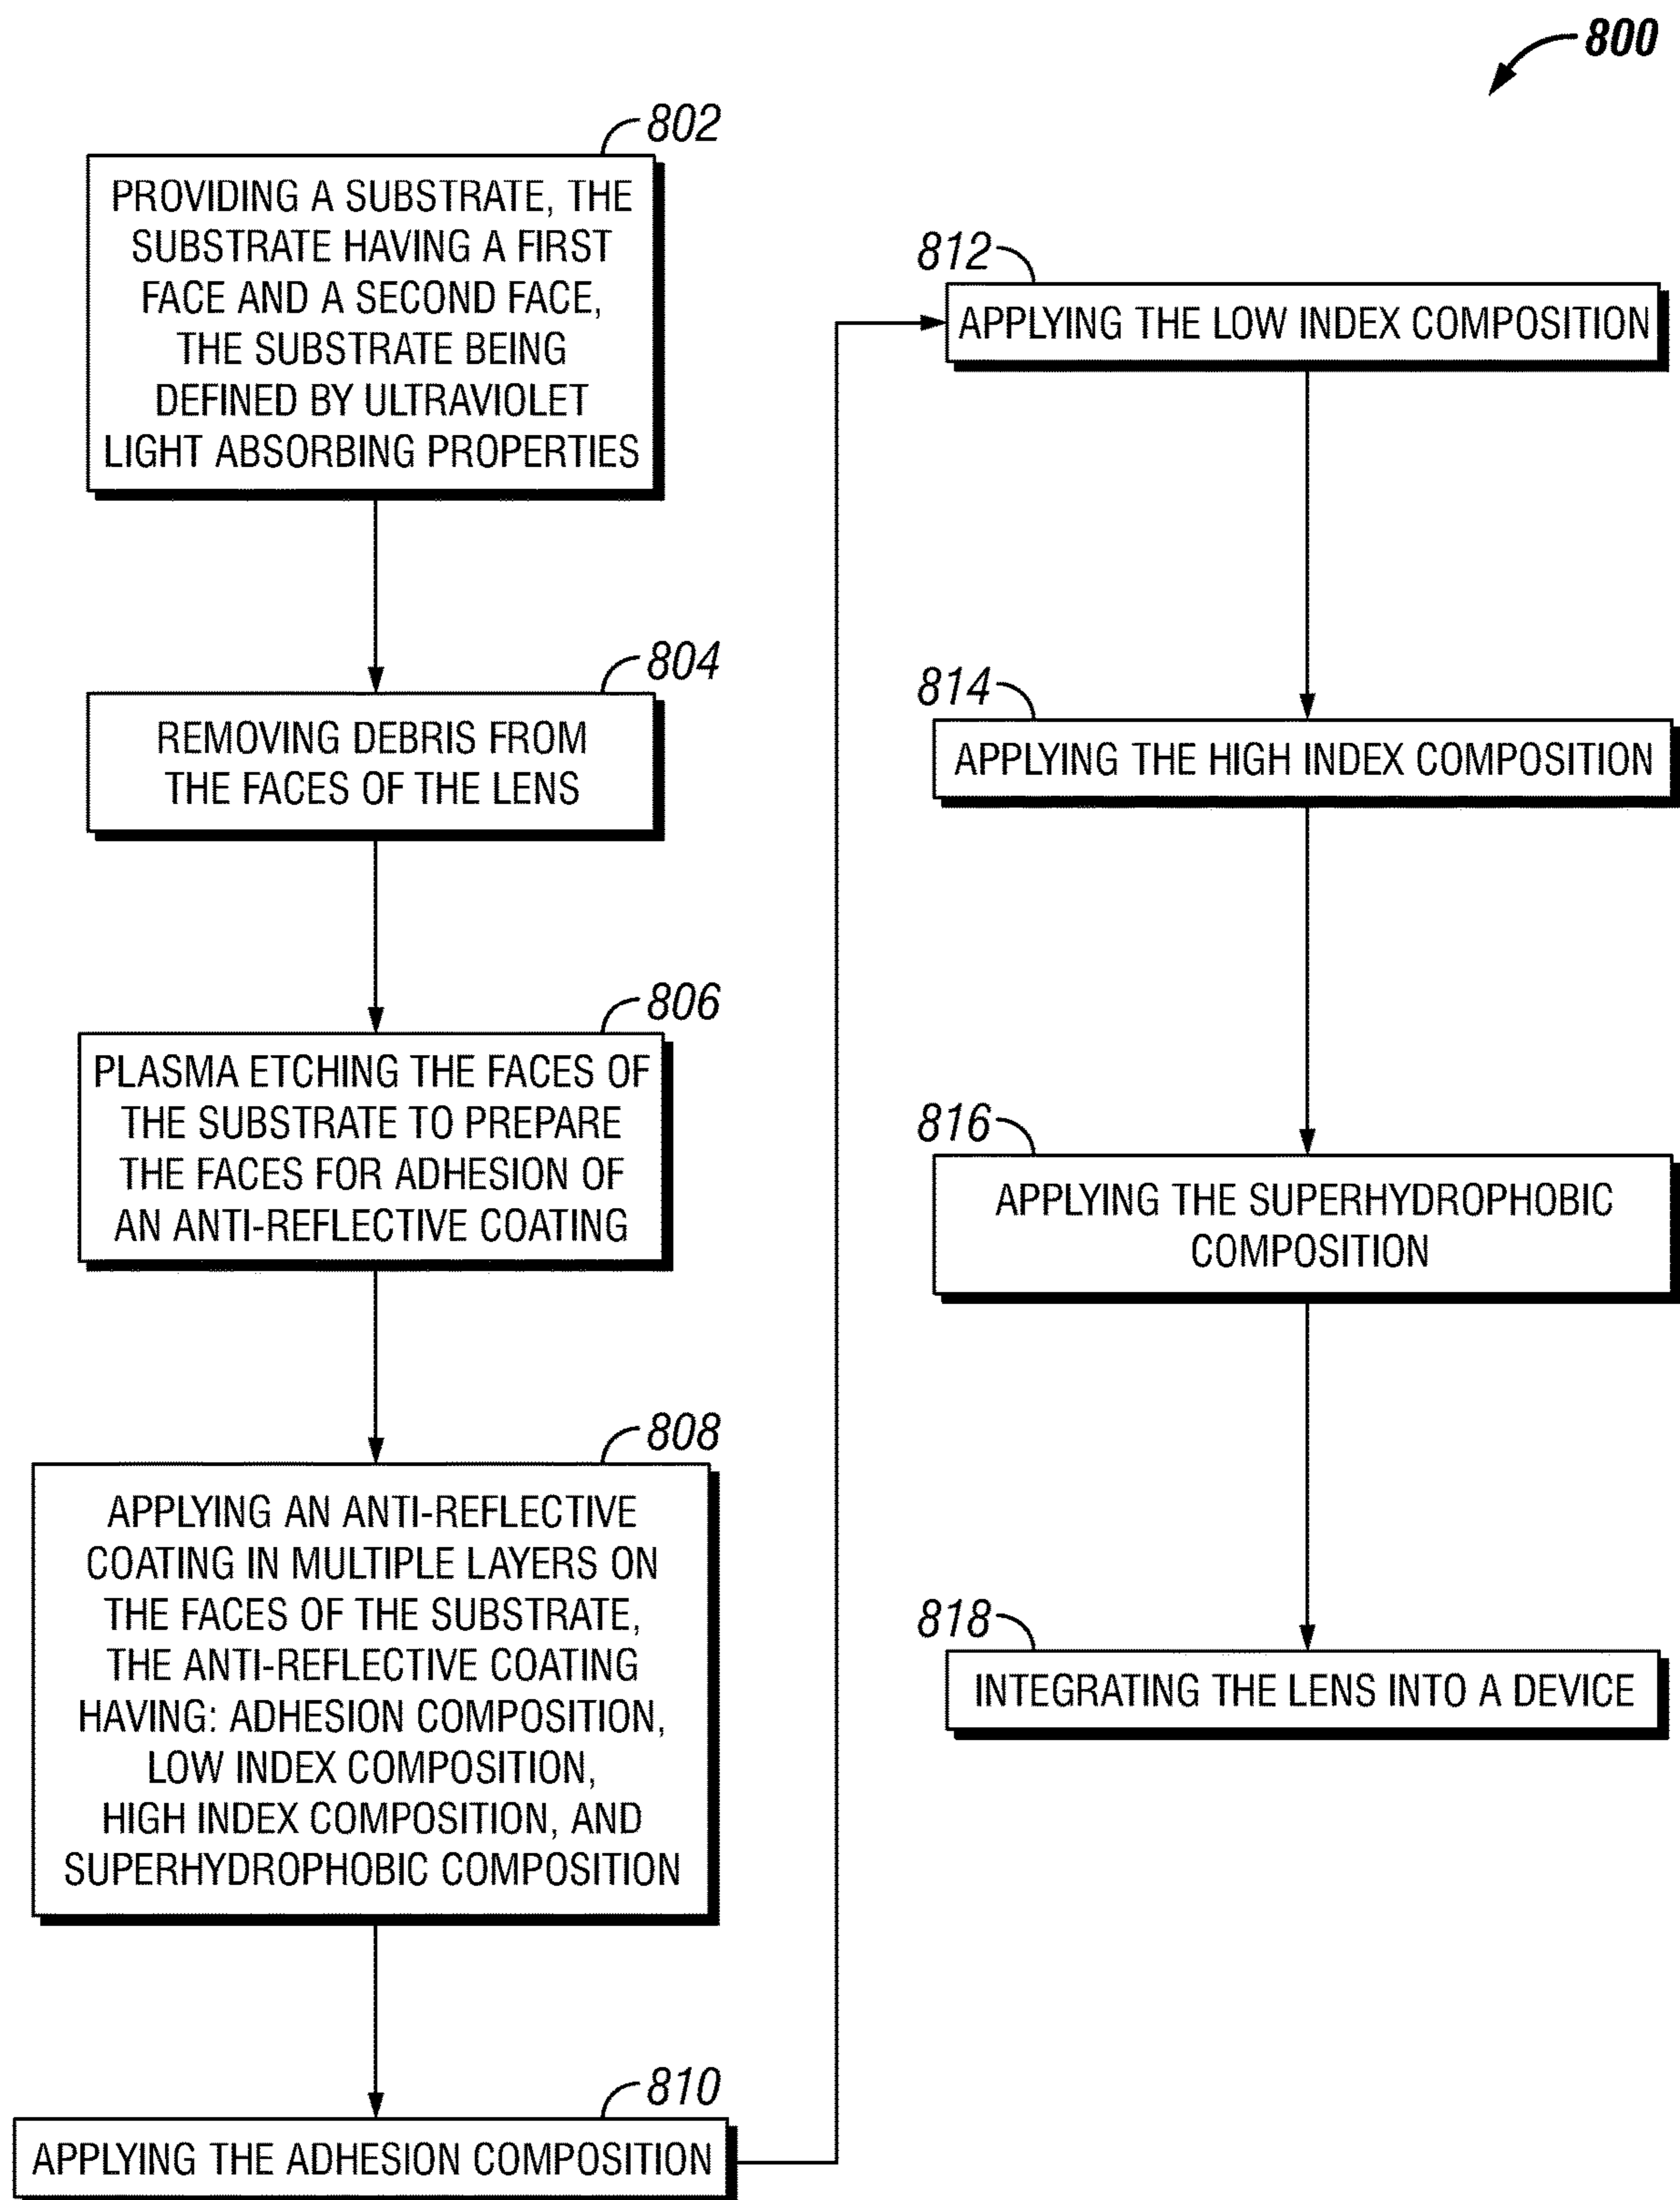 800
802
PROVIDING A SUBSTRATE, THE
SUBSTRATE HAVING A FIRST
FACE AND A SECOND FACE,
THE SUBSTRATE BEING
DEFINED BY ULTRAVIOLET
LIGHT ABSORBING PROPERTIES
804
REMOVING DEBRIS FROM
THE FACES OF THE LENS
806
PLASMA ETCHING THE FACES OF
THE SUBSTRATE TO PREPARE
THE FACES FOR ADHESION OF
AN ANTI-REFLECTIVE COATING
808
APPLYING AN ANTI-REFLECTIVE
COATING IN MULTIPLE LAYERS ON
THE FACES OF THE SUBSTRATE,
THE ANTI-REFLECTIVE COATING
HAVING: ADHESION COMPOSITION,
LOW INDEX COMPOSITION,
HIGH INDEX COMPOSITION, AND
SUPERHYDROPHOBIC COMPOSITION
810
APPLYING THE ADHESION COMPOSITION
812
APPLYING THE LOW INDEX COMPOSITION
814
APPLYING THE HIGH INDEX COMPOSITION
816
APPLYING THE SUPERHYDROPHOBIC
COMPOSITION
818
INTEGRATING THE LENS INTO A DEVICE